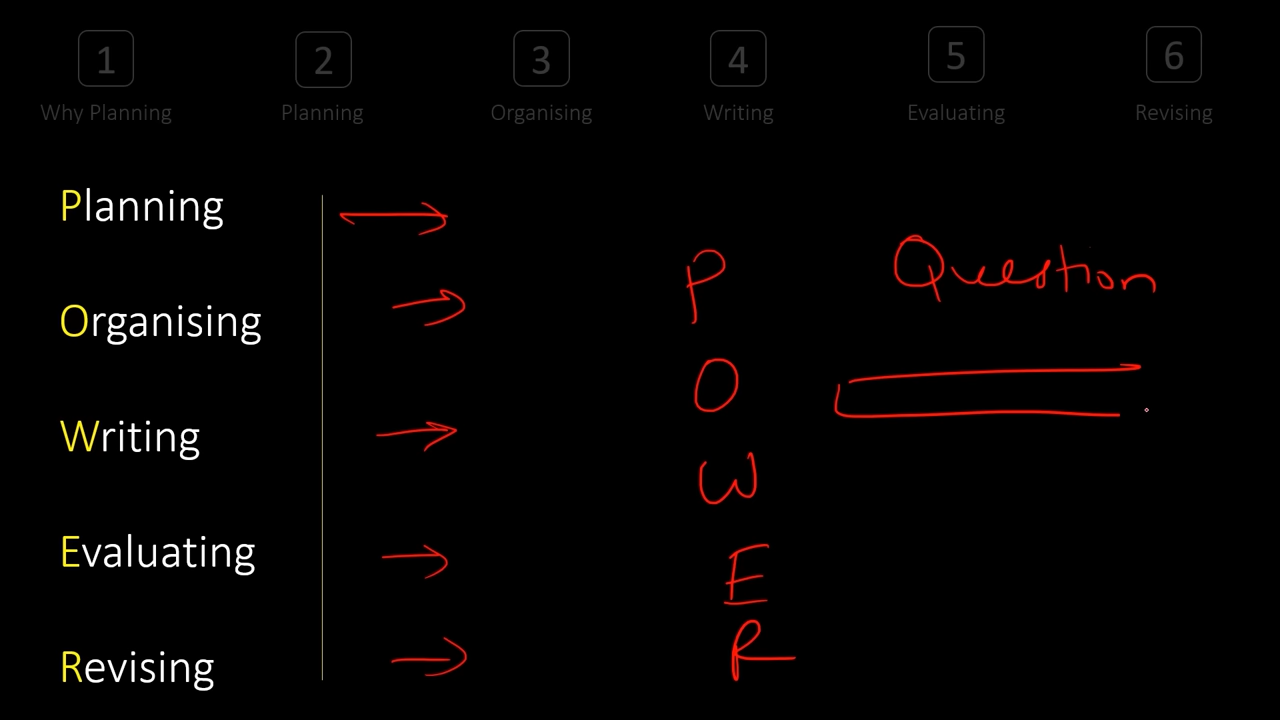 1 2 3 4 5 6
Why Planning Planning Organising Writing Evaluating Revising
Planning
Organising
Writing
Evaluating
Revising
P
O
W
E
R
Question